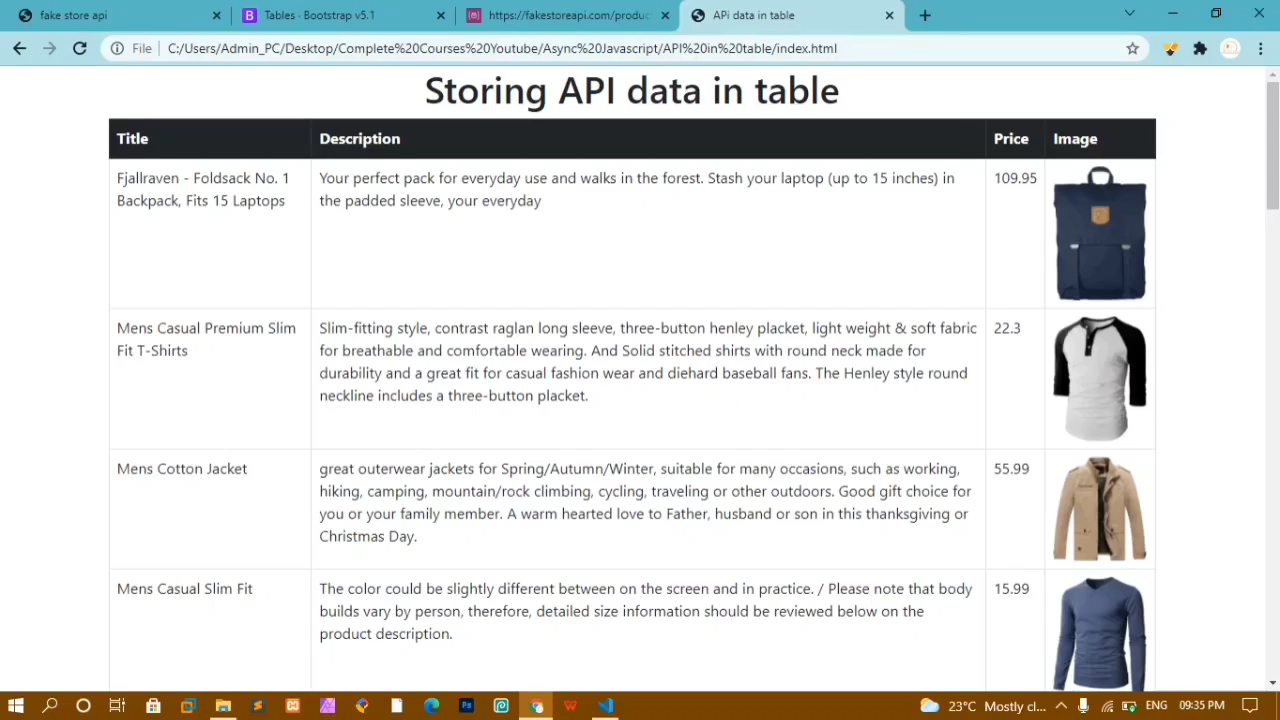 fake store api
Tables · Bootstrap v5.1
https://fakestoreapi.com/produc
APi data in table
File
C:/Users/Admin_PC/Desktop/Complete%20Courses%20Youtube/Async%20Javascript/API%20in%20table/index.html
Storing API data in table
Title
Description
Price
Image
Fjallraven - Foldsack No. 1
Backpack, Fits 15 Laptops
Your perfect pack for everyday use and walks in the forest. Stash your laptop (up to 15 inches) in
the padded sleeve, your everyday
109.95
Mens Casual Premium Slim
Fit T-Shirts
Slim-fitting style, contrast raglan long sleeve, three-button henley placket, light weight & soft fabric
for breathable and comfortable wearing. And Solid stitched shirts with round neck made for
durability and a great fit for casual fashion wear and diehard baseball fans. The Henley style round
neckline includes a three-button placket.
22.3
Mens Cotton Jacket
great outerwear jackets for Spring/Autumn/Winter, suitable for many occasions, such as working,
hiking, camping, mountain/rock climbing, cycling, traveling or other outdoors. Good gift choice for
you or your family member. A warm hearted love to Father, husband or son in this thanksgiving or
Christmas Day.
55.99
Mens Casual Slim Fit
The color could be slightly different between on the screen and in practice. / Please note that body
builds vary by person, therefore, detailed size information should be reviewed below on the
product description.
15.99
23°C Mostly cl...
ENG
09:35 PM